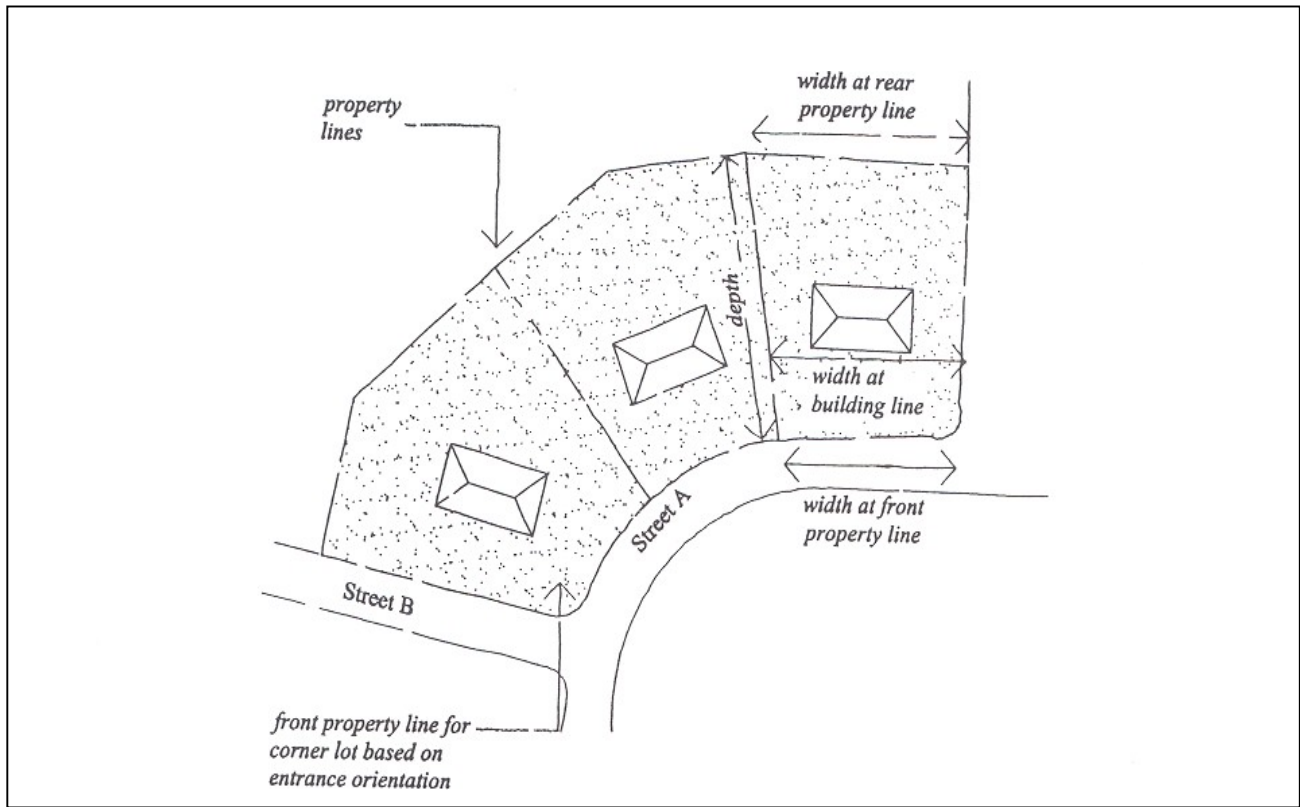 width at rear
property line
property
lines
depth
width at
building line
Street A
width at front
property line
Street B
front property line for
corner lot based on
entrance orientation